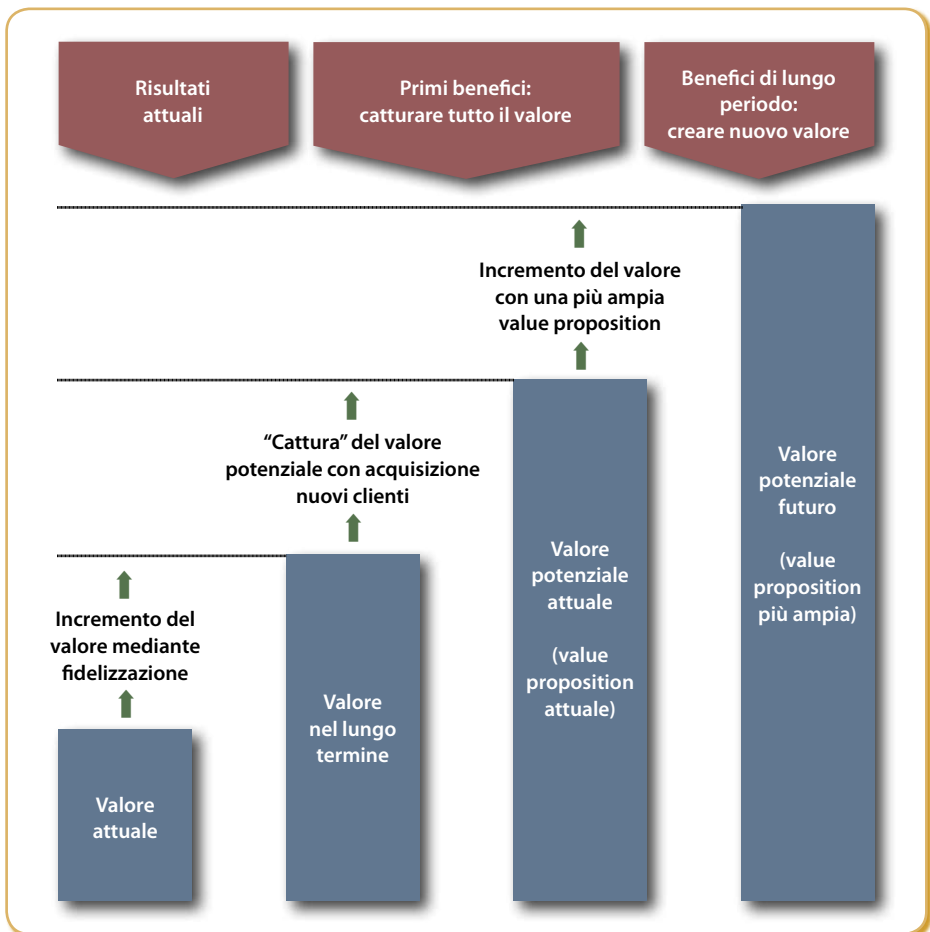 Risultati
attuali
Primi benefici:
catturare tutto il valore
Benefici di lungo
periodo:
creare nuovo valore
Incremento del valore
con una più ampia
value proposition
“Cattura” del valore
potenziale con acquisizione
nuovi clienti
Incremento del
valore mediante
fidelizzazione
Valore
attuale
Valore
nel lungo
termine
Valore
potenziale
attuale
(value
proposition
attuale)
Valore
potenziale
futuro
(value
proposition
più ampia)